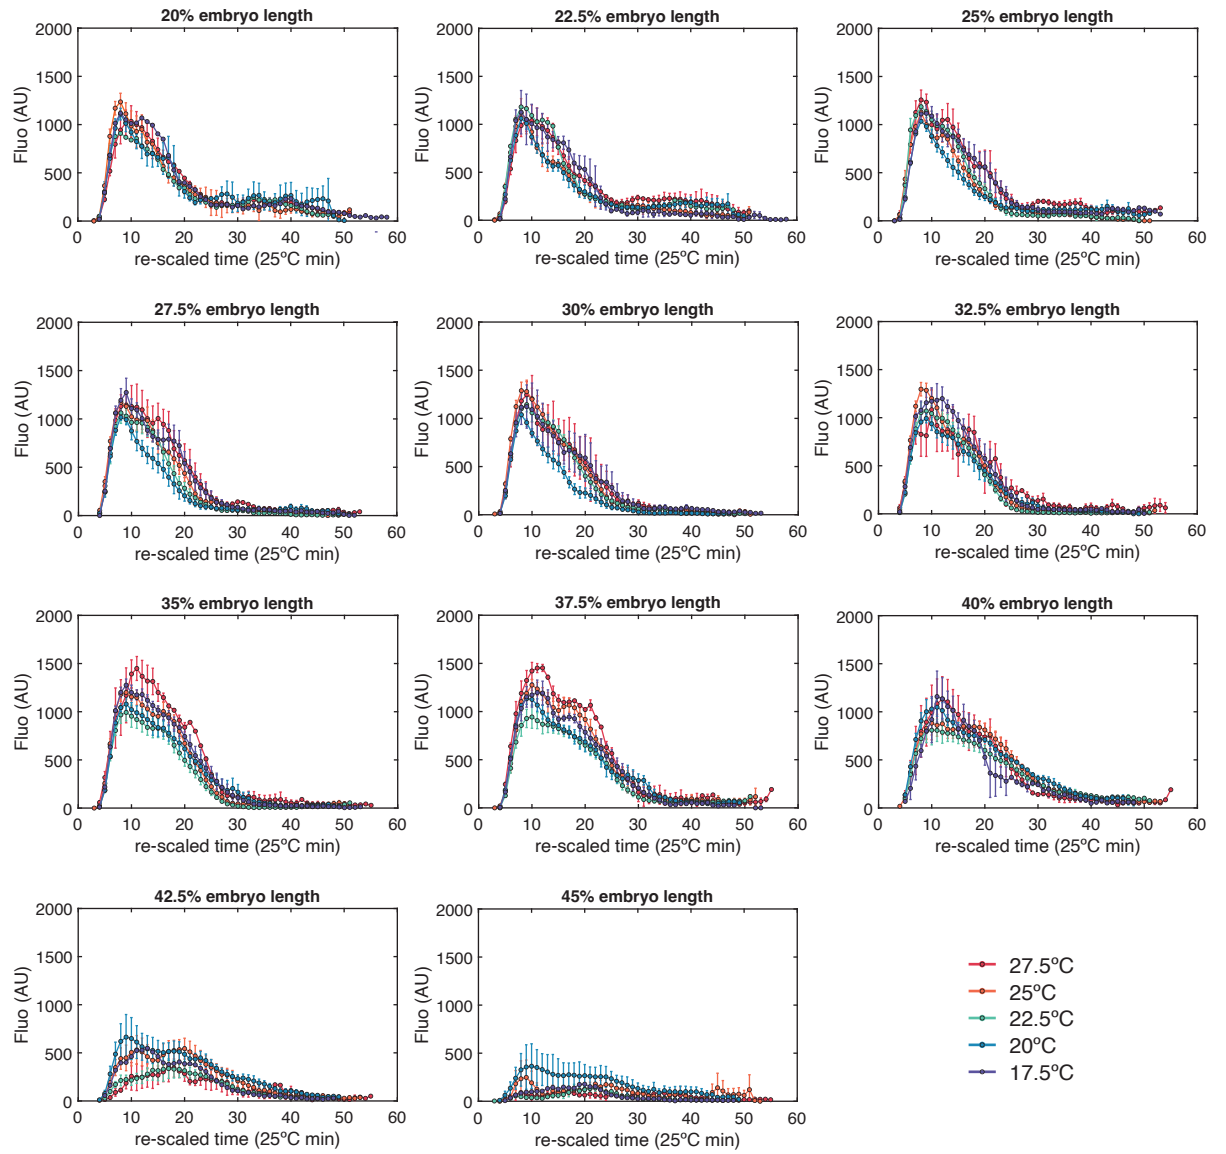 20% embryo length
22.5% embryo length
25% embryo length
2000
1500
1000
500
0
Fluo (AU)
0 10 20 30 40 50 60
re-scaled time (25ºC min)
2000
1500
1000
500
0
Fluo (AU)
0 10 20 30 40 50 60
re-scaled time (25ºC min)
2000
1500
1000
500
0
Fluo (AU)
0 10 20 30 40 50 60
re-scaled time (25ºC min)
27.5% embryo length
30% embryo length
32.5% embryo length
2000
1500
1000
500
0
Fluo (AU)
0 10 20 30 40 50 60
re-scaled time (25ºC min)
2000
1500
1000
500
0
Fluo (AU)
0 10 20 30 40 50 60
re-scaled time (25ºC min)
2000
1500
1000
500
0
Fluo (AU)
0 10 20 30 40 50 60
re-scaled time (25ºC min)
35% embryo length
37.5% embryo length
40% embryo length
2000
1500
1000
500
0
Fluo (AU)
0 10 20 30 40 50 60
re-scaled time (25ºC min)
2000
1500
1000
500
0
Fluo (AU)
0 10 20 30 40 50 60
re-scaled time (25ºC min)
2000
1500
1000
500
0
Fluo (AU)
0 10 20 30 40 50 60
re-scaled time (25ºC min)
42.5% embryo length
45% embryo length
2000
1500
1000
500
0
Fluo (AU)
0 10 20 30 40 50 60
re-scaled time (25ºC min)
2000
1500
1000
500
0
Fluo (AU)
0 10 20 30 40 50 60
re-scaled time (25ºC min)
27.5ºC
25ºC
22.5ºC
20ºC
17.5ºC